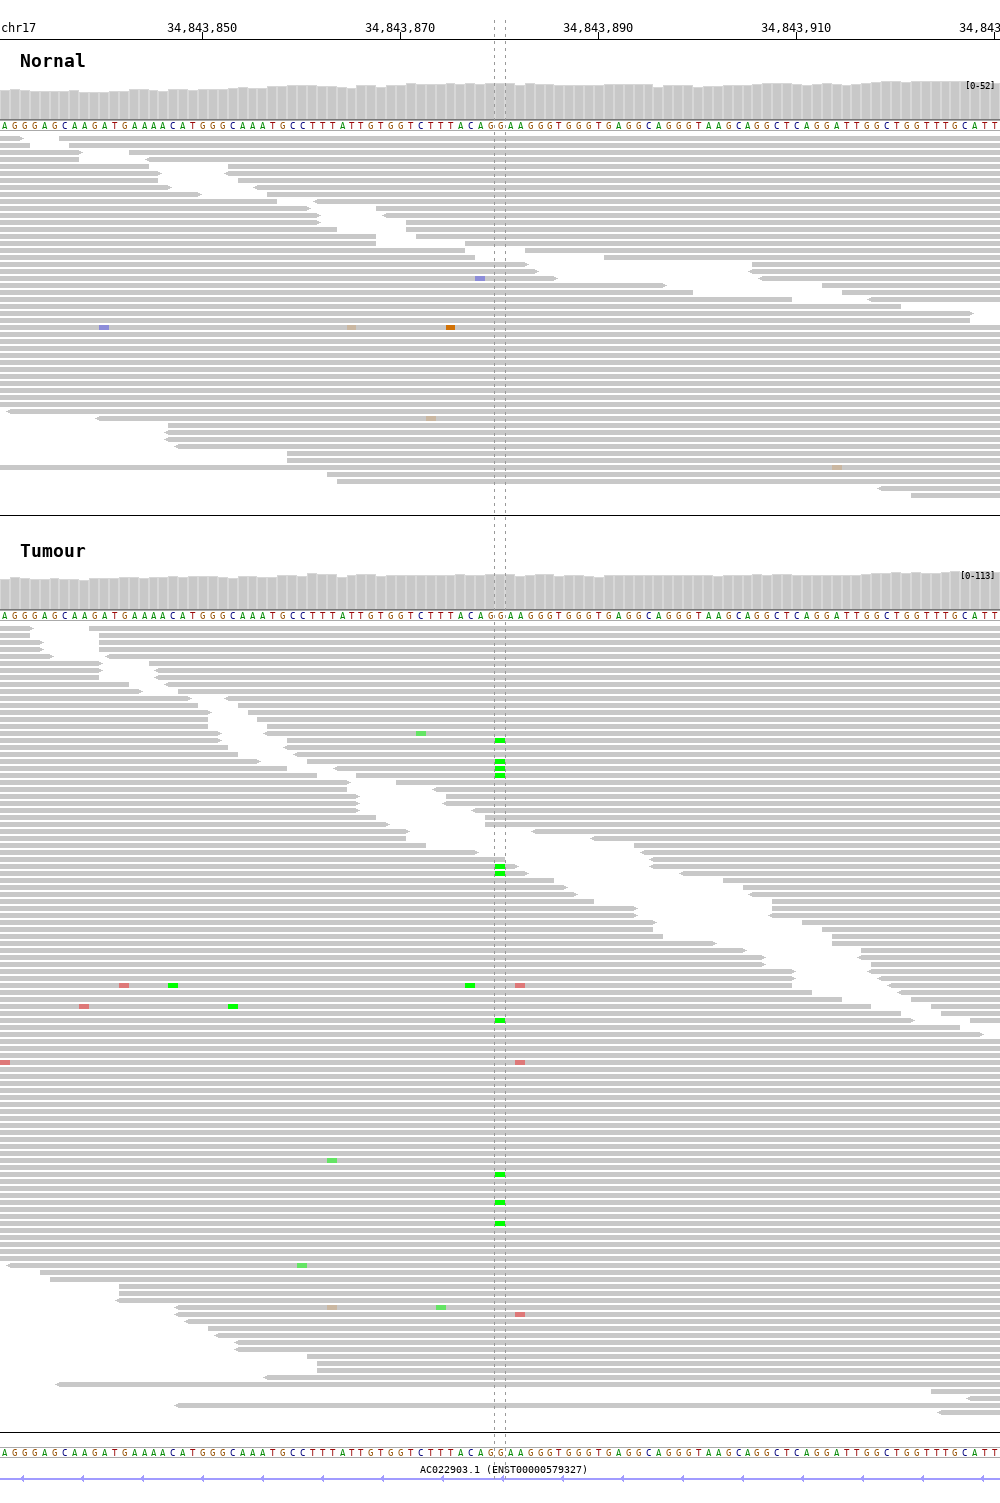 chr17 34,843,850 34,843,870 34,843,890 34,843,910 34,843
Nornal
[0-52]
AGGGAGCAAGATGAAAACATGGGCAAATGCCTTTATTGTGGTCTTTACAGGAAGGGTGGGTGAGGCAGGGTAAGCAGGCTCAGGATTGGCTGGTTTGCATT
Tumour
[0-113]
AGGGAGCAAGATGAAAACATGGGCAAATGCCTTTATTGTGGTCTTTACAGGAAGGGTGGGTGAGGCAGGGTAAGCAGGCTCAGGATTGGCTGGTTTGCATT
AGGGAGCAAGATGAAAACATGGGCAAATGCCTTTATTGTGGTCTTTACAGGAAGGGTGGGTGAGGCAGGGTAAGCAGGCTCAGGATTGGCTGGTTTGCATT
AC022903.1 (ENST00000579327)